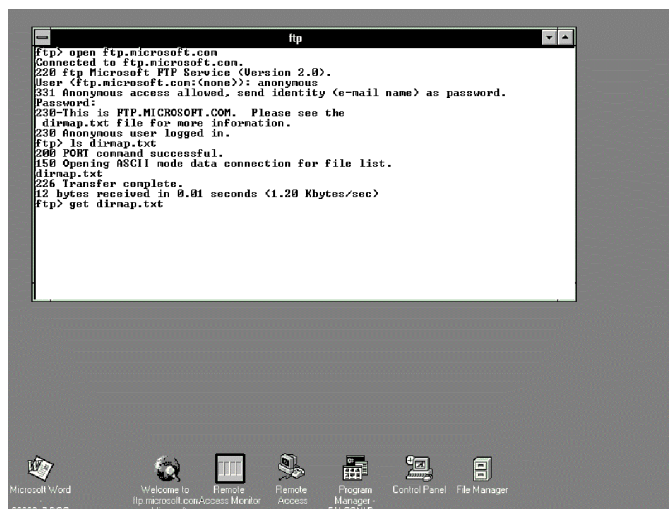 ftp
ftp> open ftp.microsoft.com
Connected to ftp.microsoft.com.
220 ftp Microsoft FTP Service (Version 2.0).
User (ftp.microsoft.com:(none)): anonymous
331 Anonymous access allowed, send identity (e-mail name) as password.
Password:
230-This is FTP.MICROSOFT.COM.  Please see the
 dirmap.txt file for more information.
230 Anonymous user logged in.
ftp> ls dirmap.txt
200 PORT command successful.
150 Opening ASCII mode data connection for file list.
dirmap.txt
226 Transfer complete.
12 bytes received in 0.01 seconds (1.20 Kbytes/sec)
ftp> get dirmap.txt
Microsoft Word
-
Welcome to
ftp.microsoft.com
Remote
Access Monitor
Remote
Access
Program
Manager -
Control Panel
File Manager